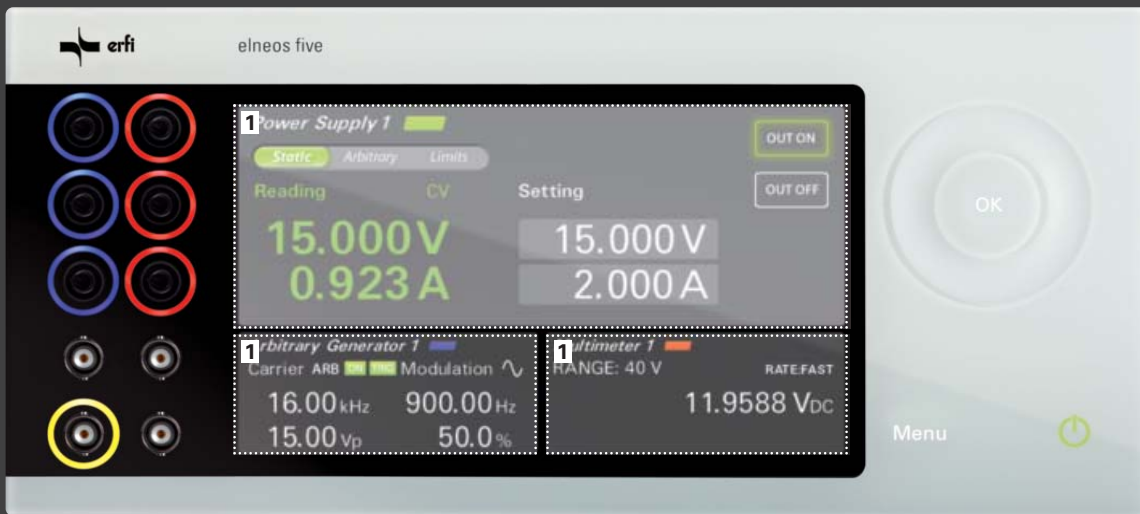 erfi
elneos five
1 Power Supply 1
OUT ON
Static Arbitrary Limits
Reading CV Setting
OUT OFF
OK
15.000 V 15.000 V
0.923 A 2.000 A
1 Arbitrary Generator 1
Carrier ARB ON TRG Modulation
16.00 kHz 900.00 Hz
15.00 Vp 50.0 %
1 Multimeter 1
RANGE: 40 V RATE:FAST
11.9588 VDC
Menu